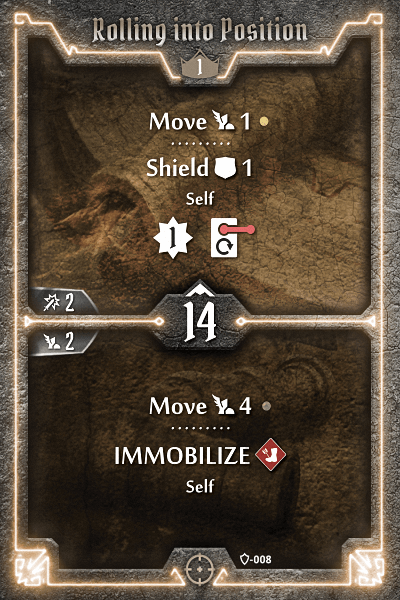 Rolling into Position
1
Move 1
Shield 1
Self
1
2
14
2
Move 4
IMMOBILIZE
Self
-008